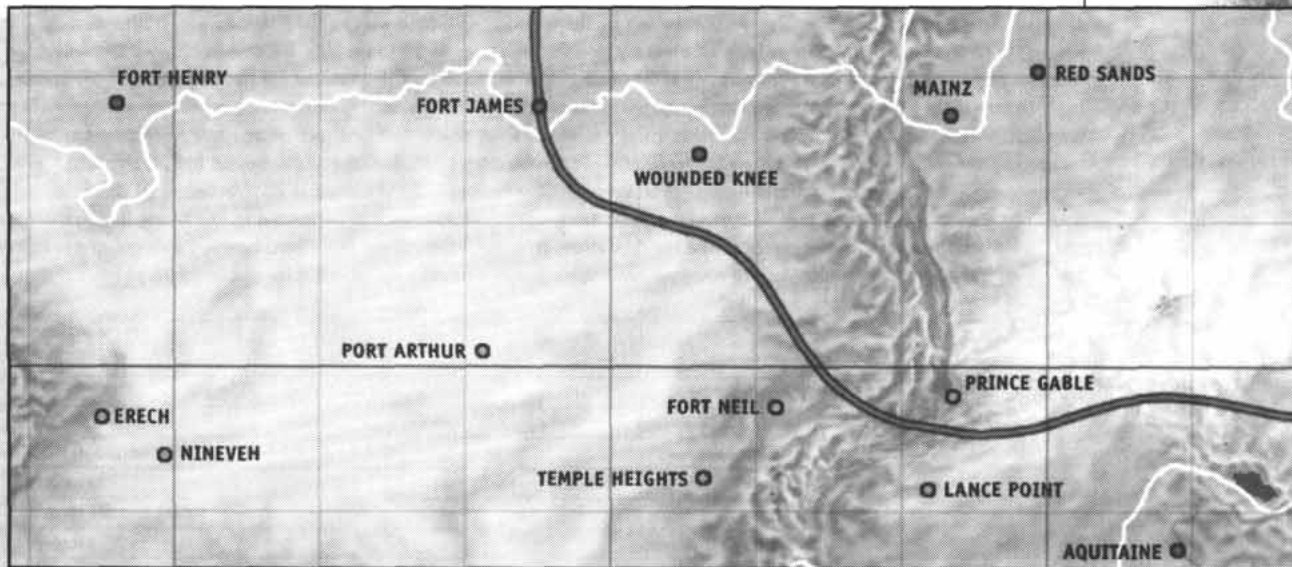 FORT HENRY
RED SANDS
MAINZ
FORT JAMES
WOUNDED KNEE
PORT ARTHUR
PRINCE GABLE
FORT NEIL
ERECH
NINEVEH
TEMPLE HEIGHTS
LANCE POINT
AQUITAINE